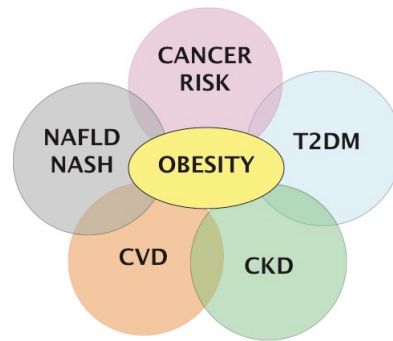 CANCER
RISK
NAFLD
NASH
OBESITY
T2DM
CVD
CKD